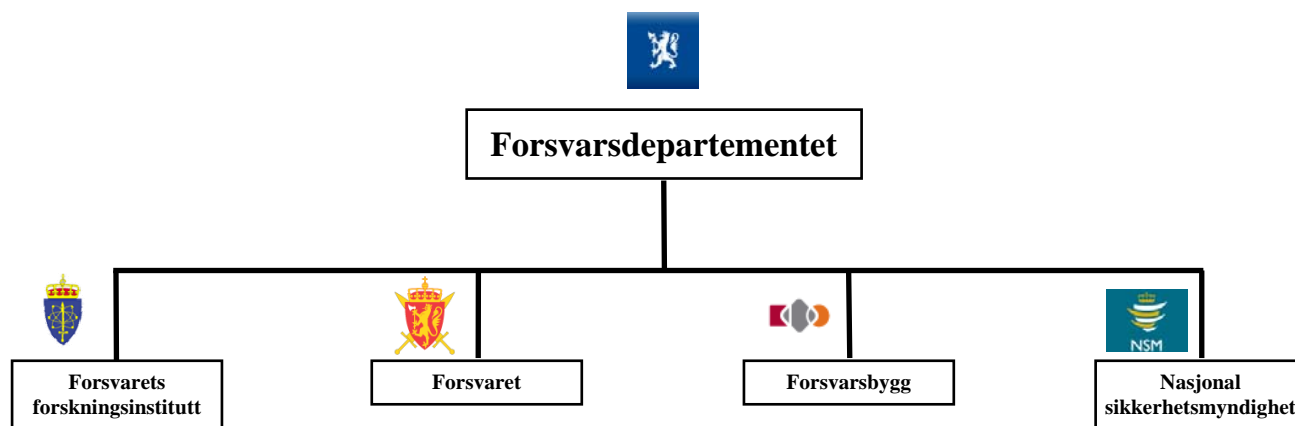 Forsvarsdepartementet
NSM
Forsvarets
forskningsinstitutt
Forsvaret
Forsvarsbygg
Nasjonal
sikkerhetsmyndighet